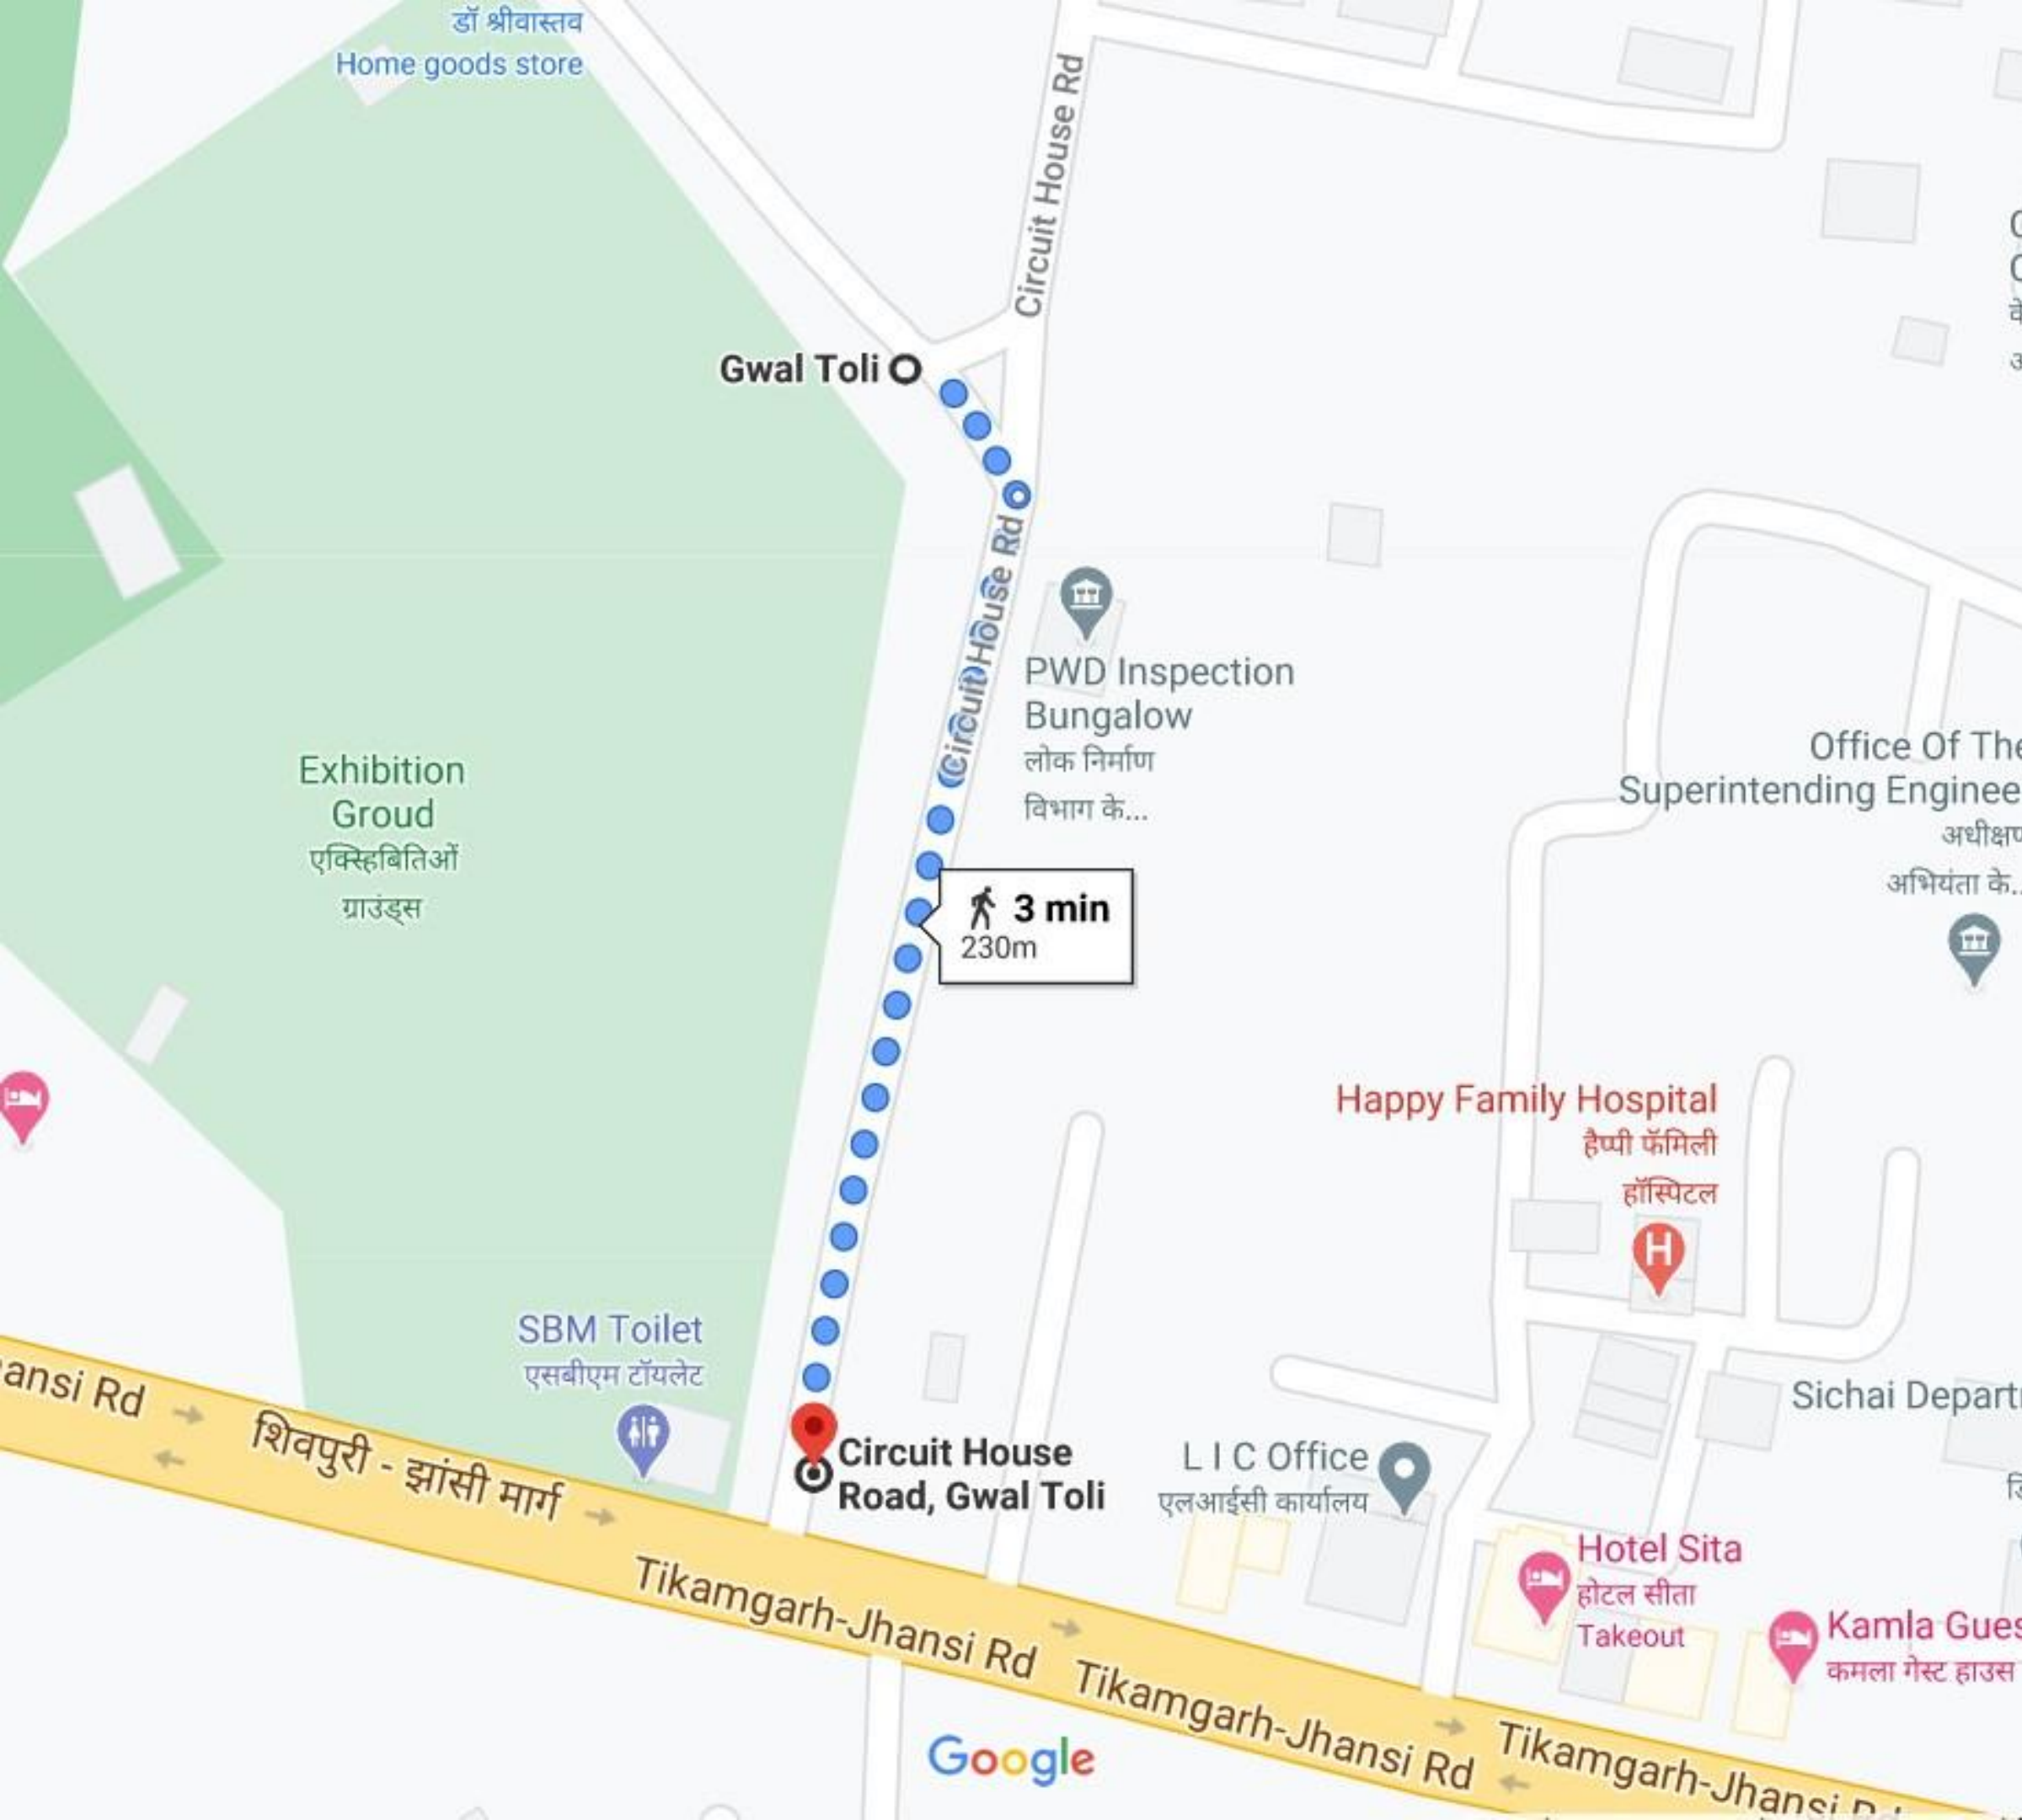 डॉ श्रीवास्तव
Home goods store
Circuit House Rd
Gwal Toli
Circuit House Rd
PWD Inspection
Bungalow
लोक निर्माण
विभाग के...
Exhibition
Groud
एक्स्हिबितिओं
ग्राउंड्स
Office Of The
Superintending Enginee
अधीक्षण
अभियंता के..
3 min
230m
Happy Family Hospital
हैप्पी फॅमिली
हॉस्पिटल
H
SBM Toilet
एसबीएम टॉयलेट
ansi Rd
शिवपुरी - झांसी मार्ग
Circuit House
Road, Gwal Toli
L I C Office
एलआईसी कार्यालय
Sichai Depart
Hotel Sita
होटल सीता
Takeout
Kamla Gues
कमला गेस्ट हाउस
Tikamgarh-Jhansi Rd
Tikamgarh-Jhansi Rd
Tikamgarh-Jhansi Rd
Google